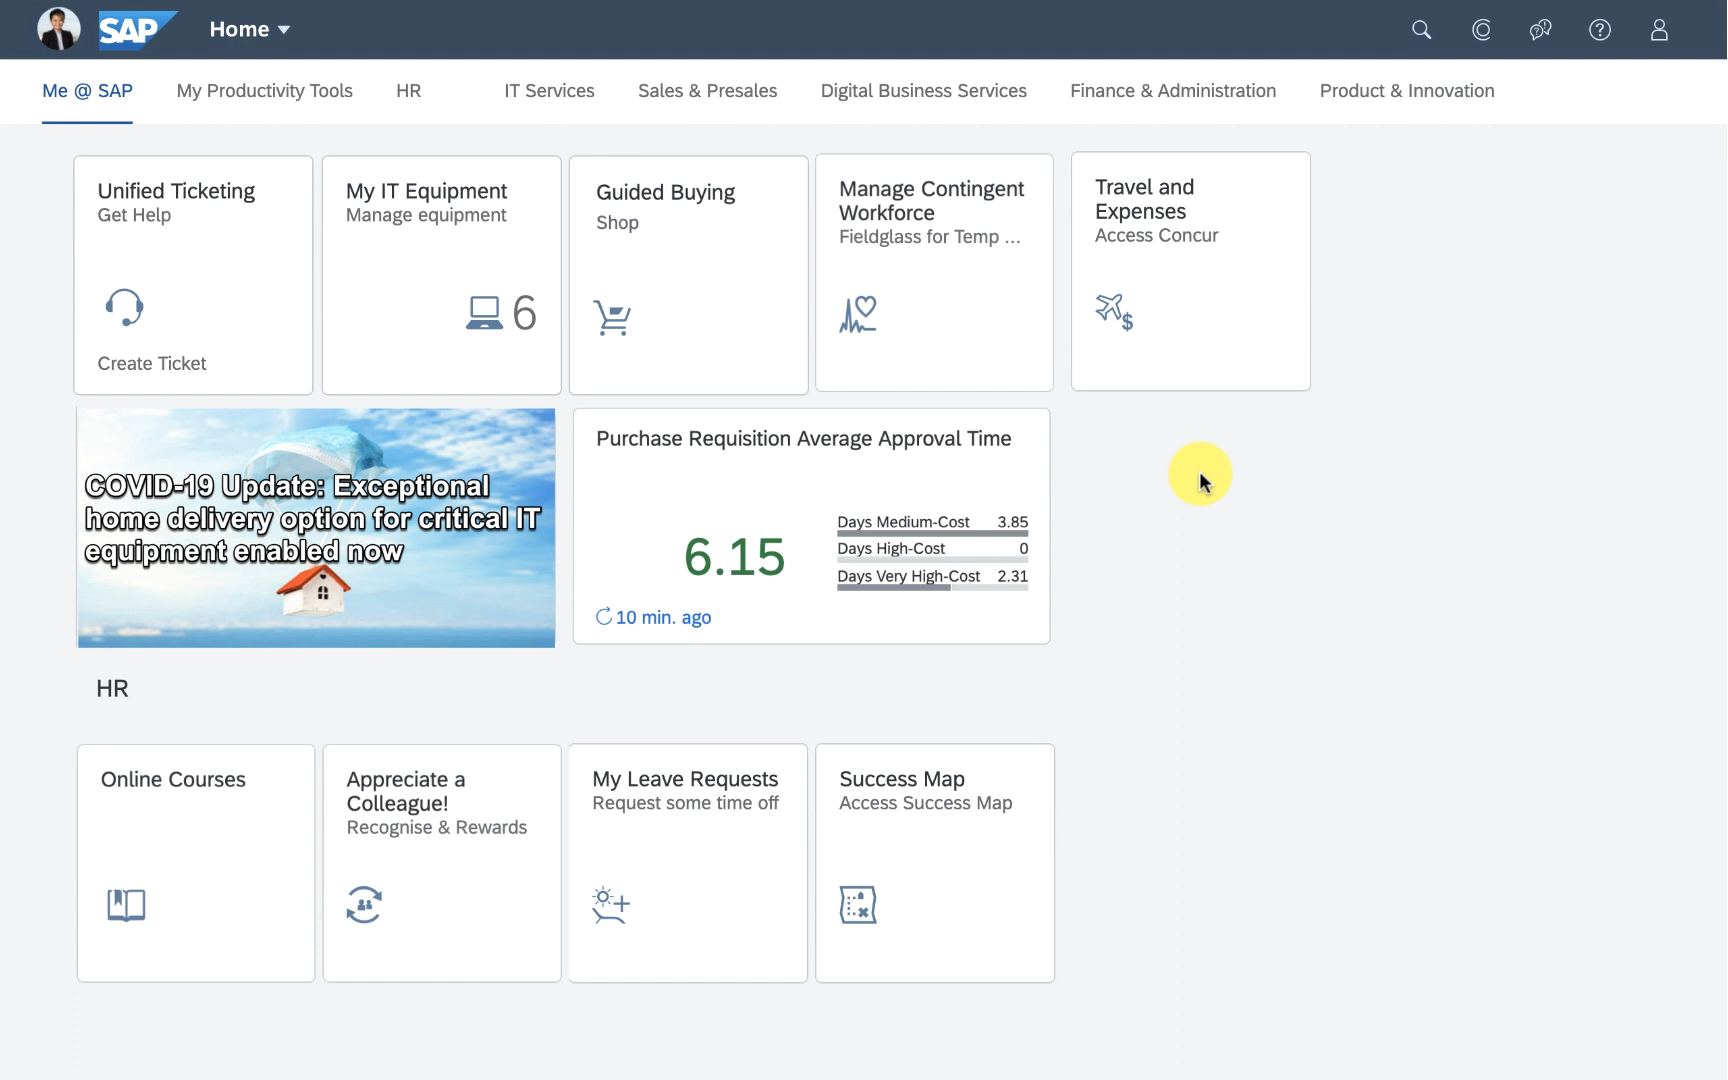 SAP Home
Me @ SAP My Productivity Tools HR IT Services Sales & Presales Digital Business Services Finance & Administration Product & Innovation
Unified Ticketing
Get Help
Create Ticket
My IT Equipment
Manage equipment
6
Guided Buying
Shop
Manage Contingent
Workforce
Fieldglass for Temp ...
Travel and
Expenses
Access Concur
$
COVID-19 Update: Exceptional
home delivery option for critical IT
equipment enabled now
Purchase Requisition Average Approval Time
6.15
Days Medium-Cost 3.85
Days High-Cost 0
Days Very High-Cost 2.31
10 min. ago
HR
Online Courses
Appreciate a
Colleague!
Recognise & Rewards
My Leave Requests
Request some time off
Success Map
Access Success Map